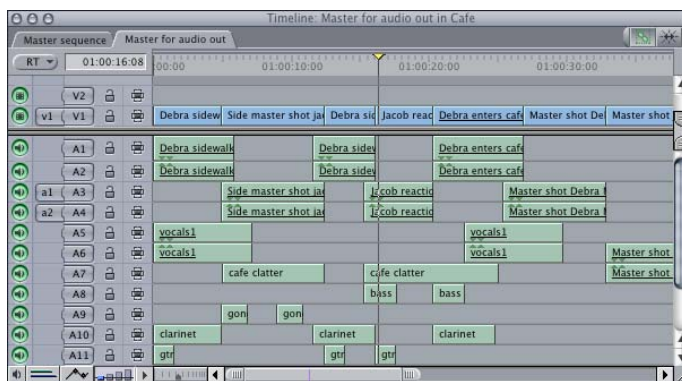 Timeline: Master for audio out in Cafe
Master sequence Master for audio out
RT 01:00:16:08 00:00 01:00:10:00 01:00:20:00 01:00:30:00
V2
v1 V1 Debra sidew Side master shot ja Debra sid Jacob reac Debra enters cafe Master shot De Master shot
A1 Debra sidewalk Debra sidew Debra enters cafe
A2 Debra sidewalk Debra sidew Debra enters cafe
a1 A3 Side master shot ja Jacob reactio Master shot Debra
a2 A4 Side master shot ja Jacob reactio Master shot Debra
A5 vocals1 vocals1
A6 vocals1 vocals1 Master shot
A7 cafe clatter cafe clatter Master shot
A8 bass bass
A9 gon gon
A10 clarinet clarinet clarinet
A11 gtr gtr gtr